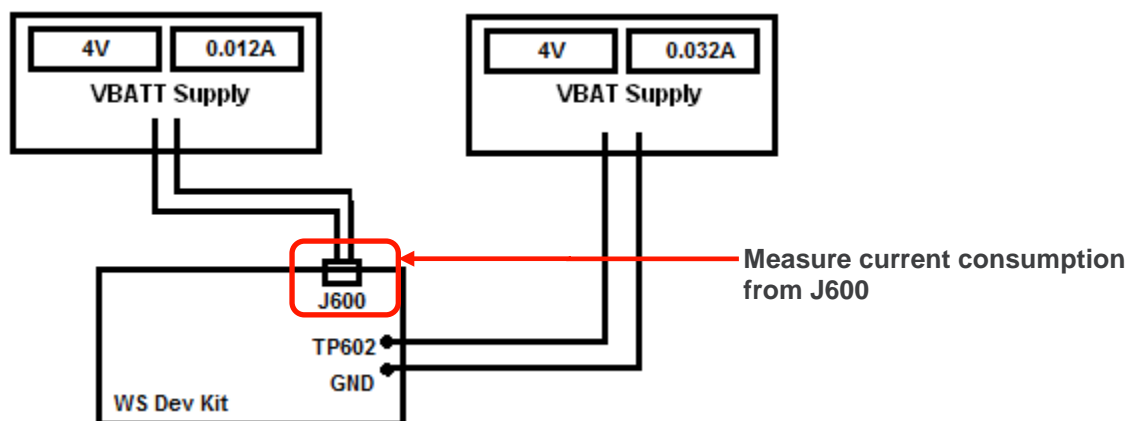 4V
0.012A
VBATT Supply
4V
0.032A
VBAT Supply
J600
Measure current consumption
from J600
TP602
GND
WS Dev Kit